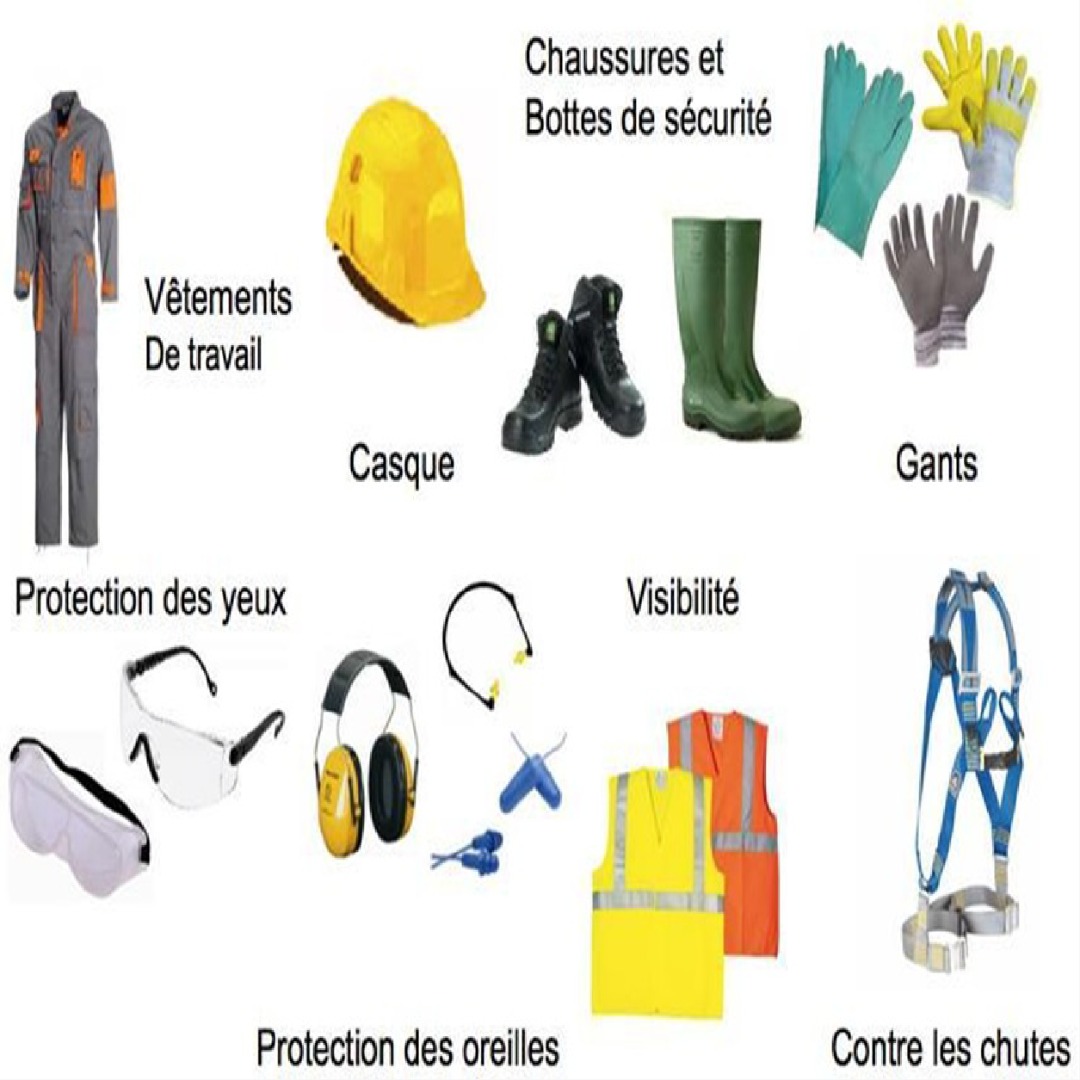 Chaussures et
Bottes de sécurité
Vêtements
De travail
Casque
Gants
Protection des yeux
Visibilité
Protection des oreilles
Contre les chutes